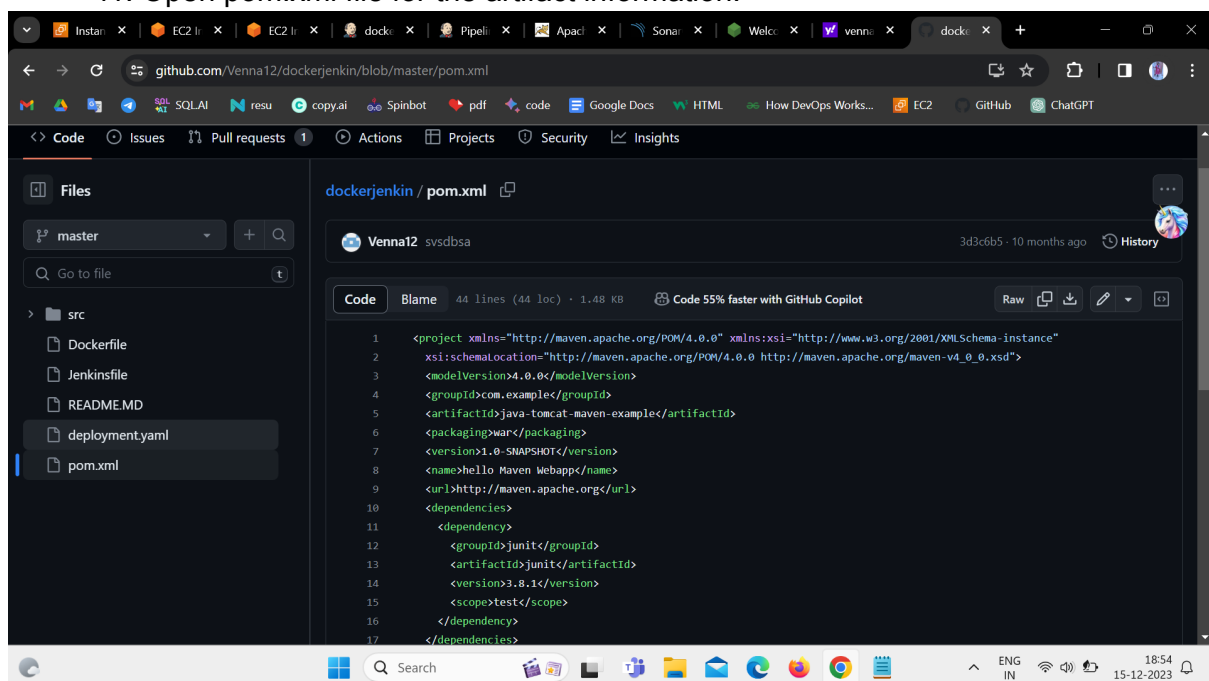 Instan
EC2 Ir
EC2 Ir
docke
Pipeli
Apach
Sonar
Welco
venna
docke
github.com/Venna12/dockerjenkin/blob/master/pom.xml
SQL.AI
resu
copy.ai
Spinbot
pdf
code
Google Docs
HTML
How DevOps Works...
EC2
GitHub
ChatGPT
Code
Issues
Pull requests 1
Actions
Projects
Security
Insights
Files
dockerjenkin / pom.xml
master
Venna12 svsdbsa
3d3c6b5 · 10 months ago
History
Go to file
t
Code
Blame
44 lines (44 loc) · 1.48 KB
Code 55% faster with GitHub Copilot
Raw
src
Dockerfile
Jenkinsfile
README.MD
deployment.yaml
pom.xml
1 <project xmlns="http://maven.apache.org/POM/4.0.0" xmlns:xsi="http://www.w3.org/2001/XMLSchema-instance"
2 xsi:schemaLocation="http://maven.apache.org/POM/4.0.0 http://maven.apache.org/maven-v4_0_0.xsd">
3 <modelVersion>4.0.0</modelVersion>
4 <groupId>com.example</groupId>
5 <artifactId>java-tomcat-maven-example</artifactId>
6 <packaging>war</packaging>
7 <version>1.0-SNAPSHOT</version>
8 <name>hello Maven Webapp</name>
9 <url>http://maven.apache.org</url>
10 <dependencies>
11 <dependency>
12 <groupId>junit</groupId>
13 <artifactId>junit</artifactId>
14 <version>3.8.1</version>
15 <scope>test</scope>
16 </dependency>
17 </dependencies>
Search
ENG
IN
18:54
15-12-2023